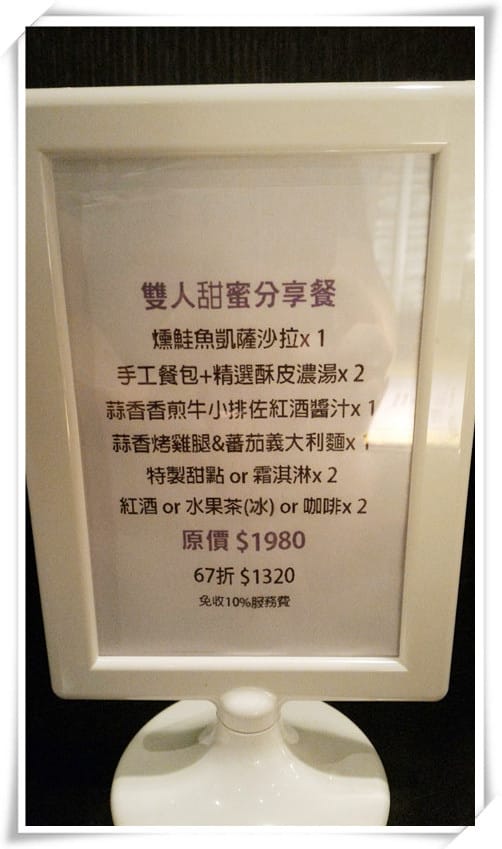 雙人甜蜜分享餐
燻鮭魚凱薩沙拉x 1
手工餐包+精選酥皮濃湯x 2
蒜香香煎牛小排佐紅酒醬汁x 1
蒜香烤雞腿&蕃茄義大利麵x 1
特製甜點 or 霜淇淋x 2
紅酒 or 水果茶(冰) or 咖啡x 2
原價 $1980
67折 $1320
免收10%服務費